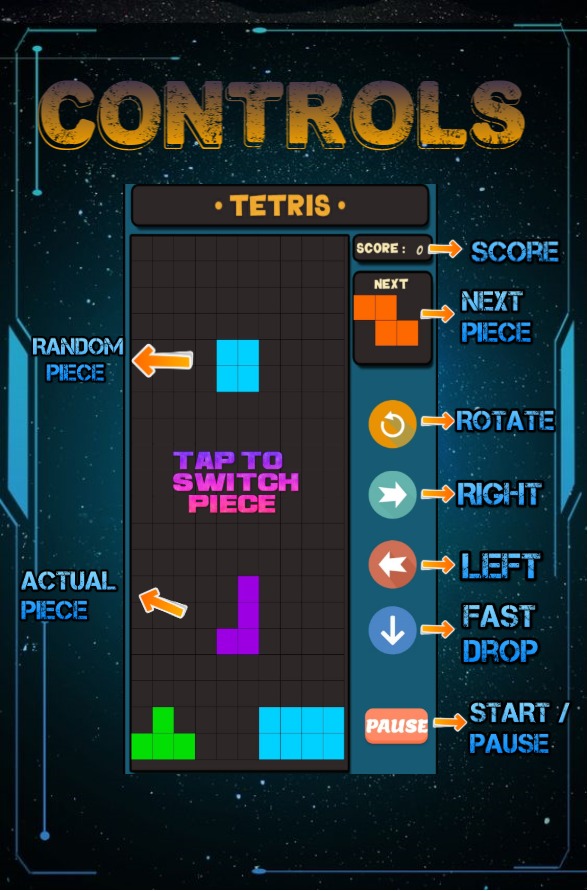 CONTROLS
• TETRIS •
SCORE: 0
SCORE
NEXT
NEXT
PIECE
RANDOM
PIECE
ROTATE
TAP TO
SWITCH
PIECE
RIGHT
LEFT
ACTUAL
PIECE
FAST
DROP
PAUSE
START /
PAUSE